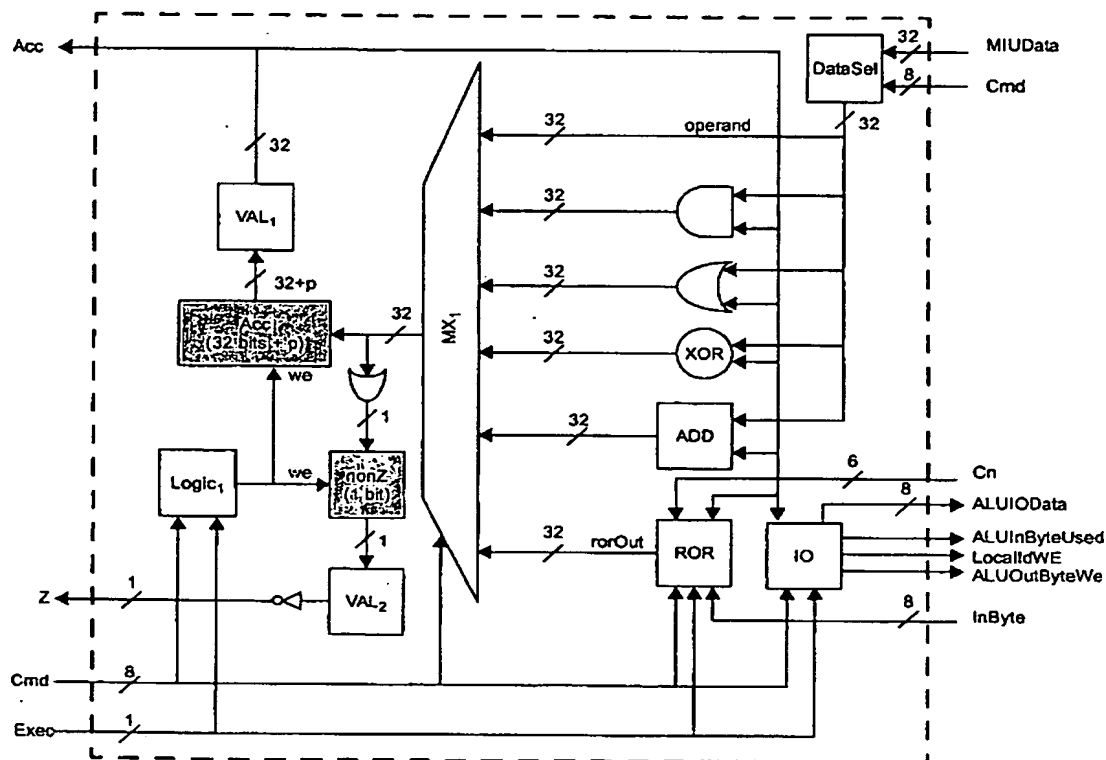 Acc
32
MIUData
DataSel
8
Cmd
32
32
operand
32
32
VAL1
32+p
32
Acc
(32 bits + p)
32
MX1
32
XOR
we
1
32
ADD
Logic1
we
nonZ
(1 bit)
6
Cn
8
ALUIOData
1
32
rorOut
ROR
IO
ALUInByteUsed
LocalIdWE
ALUOutByteWe
Z
1
VAL2
8
InByte
Cmd
8
Exec
1